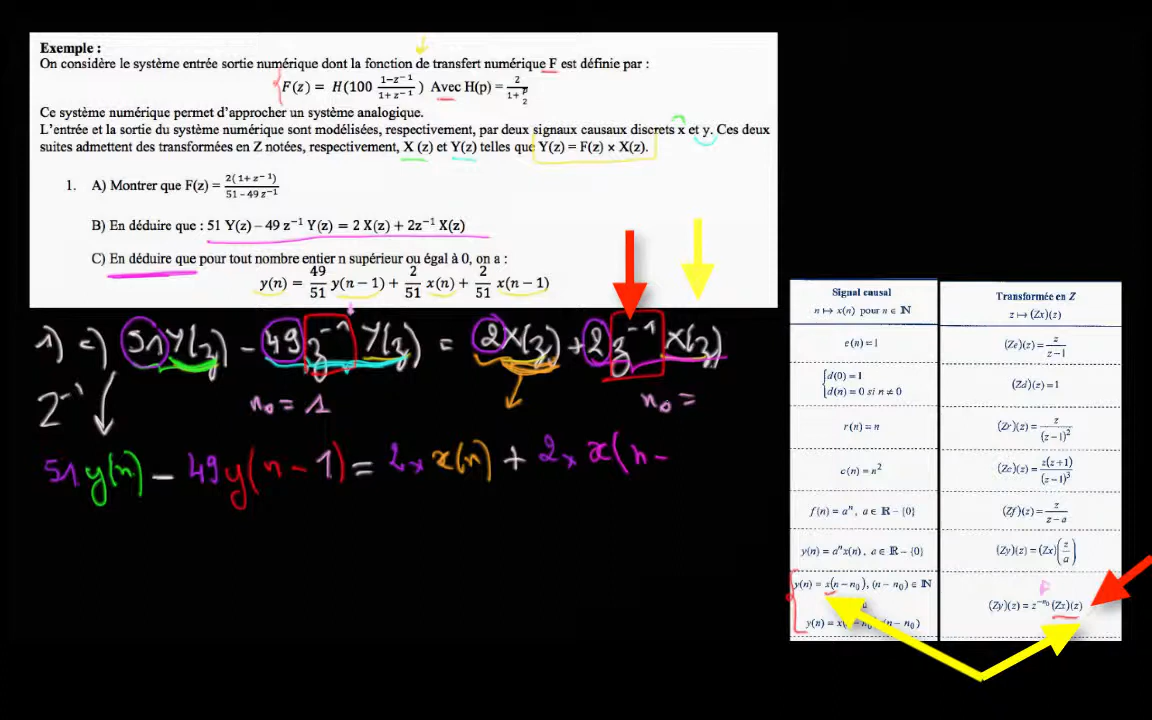 Exemple :
On considère le système entrée sortie numérique dont la fonction de transfert numérique F est définie par :
F(z) = H(100 (1−z⁻¹)/(1+z⁻¹)) Avec H(p) = 2/(1+p/2)
Ce système numérique permet d'approcher un système analogique.
L'entrée et la sortie du système numérique sont modélisées, respectivement, par deux signaux causaux discrets x et y. Ces deux
suites admettent des transformées en Z notées, respectivement, X (z) et Y(z) telles que Y(z) = F(z) × X(z).
1. A) Montrer que F(z) = 2(1+z⁻¹)/(51−49z⁻¹)
B) En déduire que : 51 Y(z) – 49 z⁻¹ Y(z) = 2 X(z) + 2z⁻¹ X(z)
C) En déduire que pour tout nombre entier n supérieur ou égal à 0, on a :
y(n) = 49/51 y(n − 1) + 2/51 x(n) + 2/51 x(n − 1)
1) c) 51 Y(z) − 49 z⁻¹ Y(z) = 2 X(z) + 2 z⁻¹ X(z)
n₀ = 1 n₀ =
Z⁻¹
51 y(n) − 49 y(n − 1) = 2 × x(n) + 2 × x(n −
Signal causal
n ↦ x(n) pour n ∈ ℕ
Transformée en Z
z ↦ (Zx)(z)
e(n) = 1
(Ze)(z) = z/(z−1)
d(0) = 1
d(n) = 0 si n ≠ 0
(Zd)(z) = 1
r(n) = n
(Zr)(z) = z/(z−1)²
c(n) = n²
(Zc)(z) = z(z+1)/(z−1)³
f(n) = aⁿ, a ∈ ℝ − {0}
(Zf)(z) = z/(z−a)
y(n) = aⁿx(n), a ∈ ℝ − {0}
(Zy)(z) = (Zx)(z/a)
y(n) = x(n − n₀), (n − n₀) ∈ ℕ
(Zy)(z) = z^(−n₀) (Zx)(z)